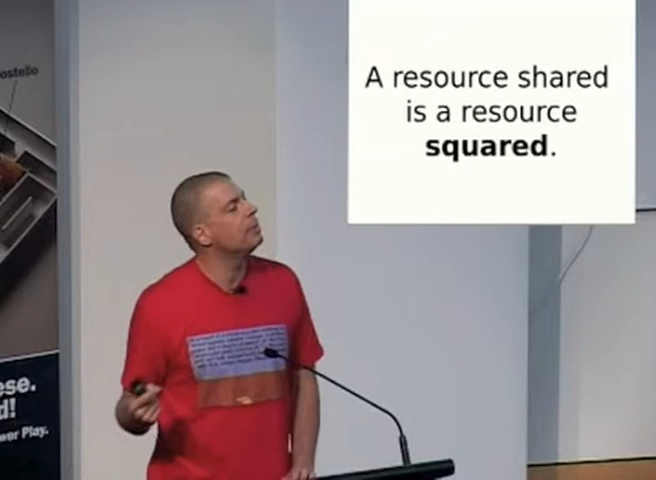 ostello
A resource shared
is a resource
squared.
ese.
d!
wer Play.